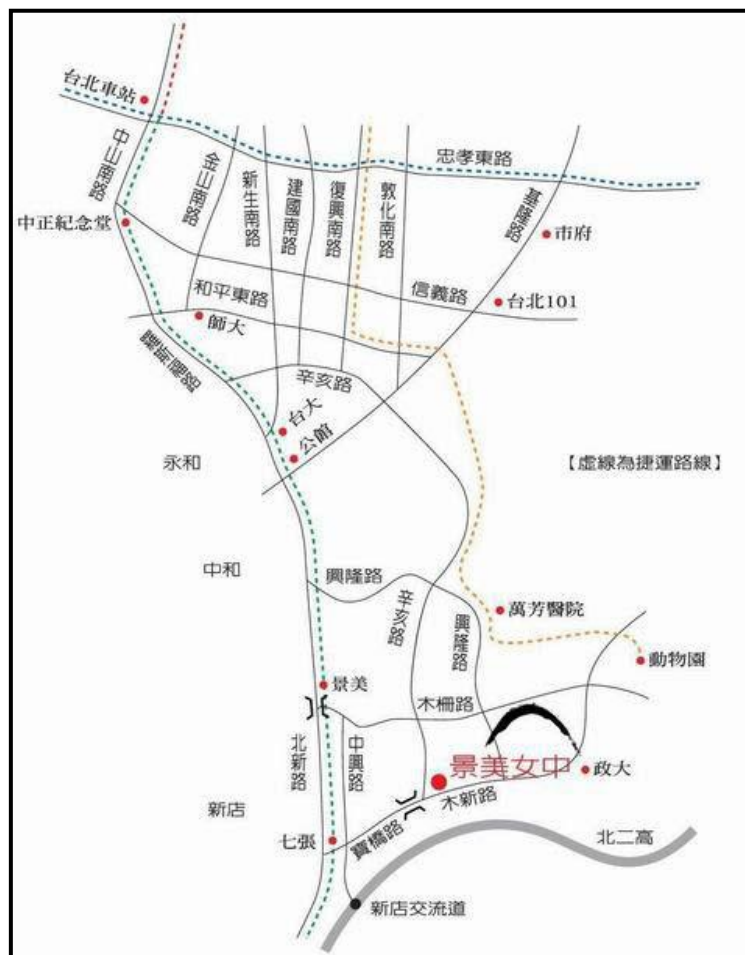 台北車站
中山南路
金山南路
新生南路
建國南路
復興南路
敦化南路
忠孝東路
基隆路
市府
中正紀念堂
信義路
台北101
和平東路
師大
羅斯福路
辛亥路
台大
公館
永和
【虛線為捷運路線】
中和
興隆路
辛亥路
興隆路
萬芳醫院
動物園
景美
木柵路
北新路
中興路
景美女中
政大
新店
木新路
七張
寶橋路
北二高
新店交流道